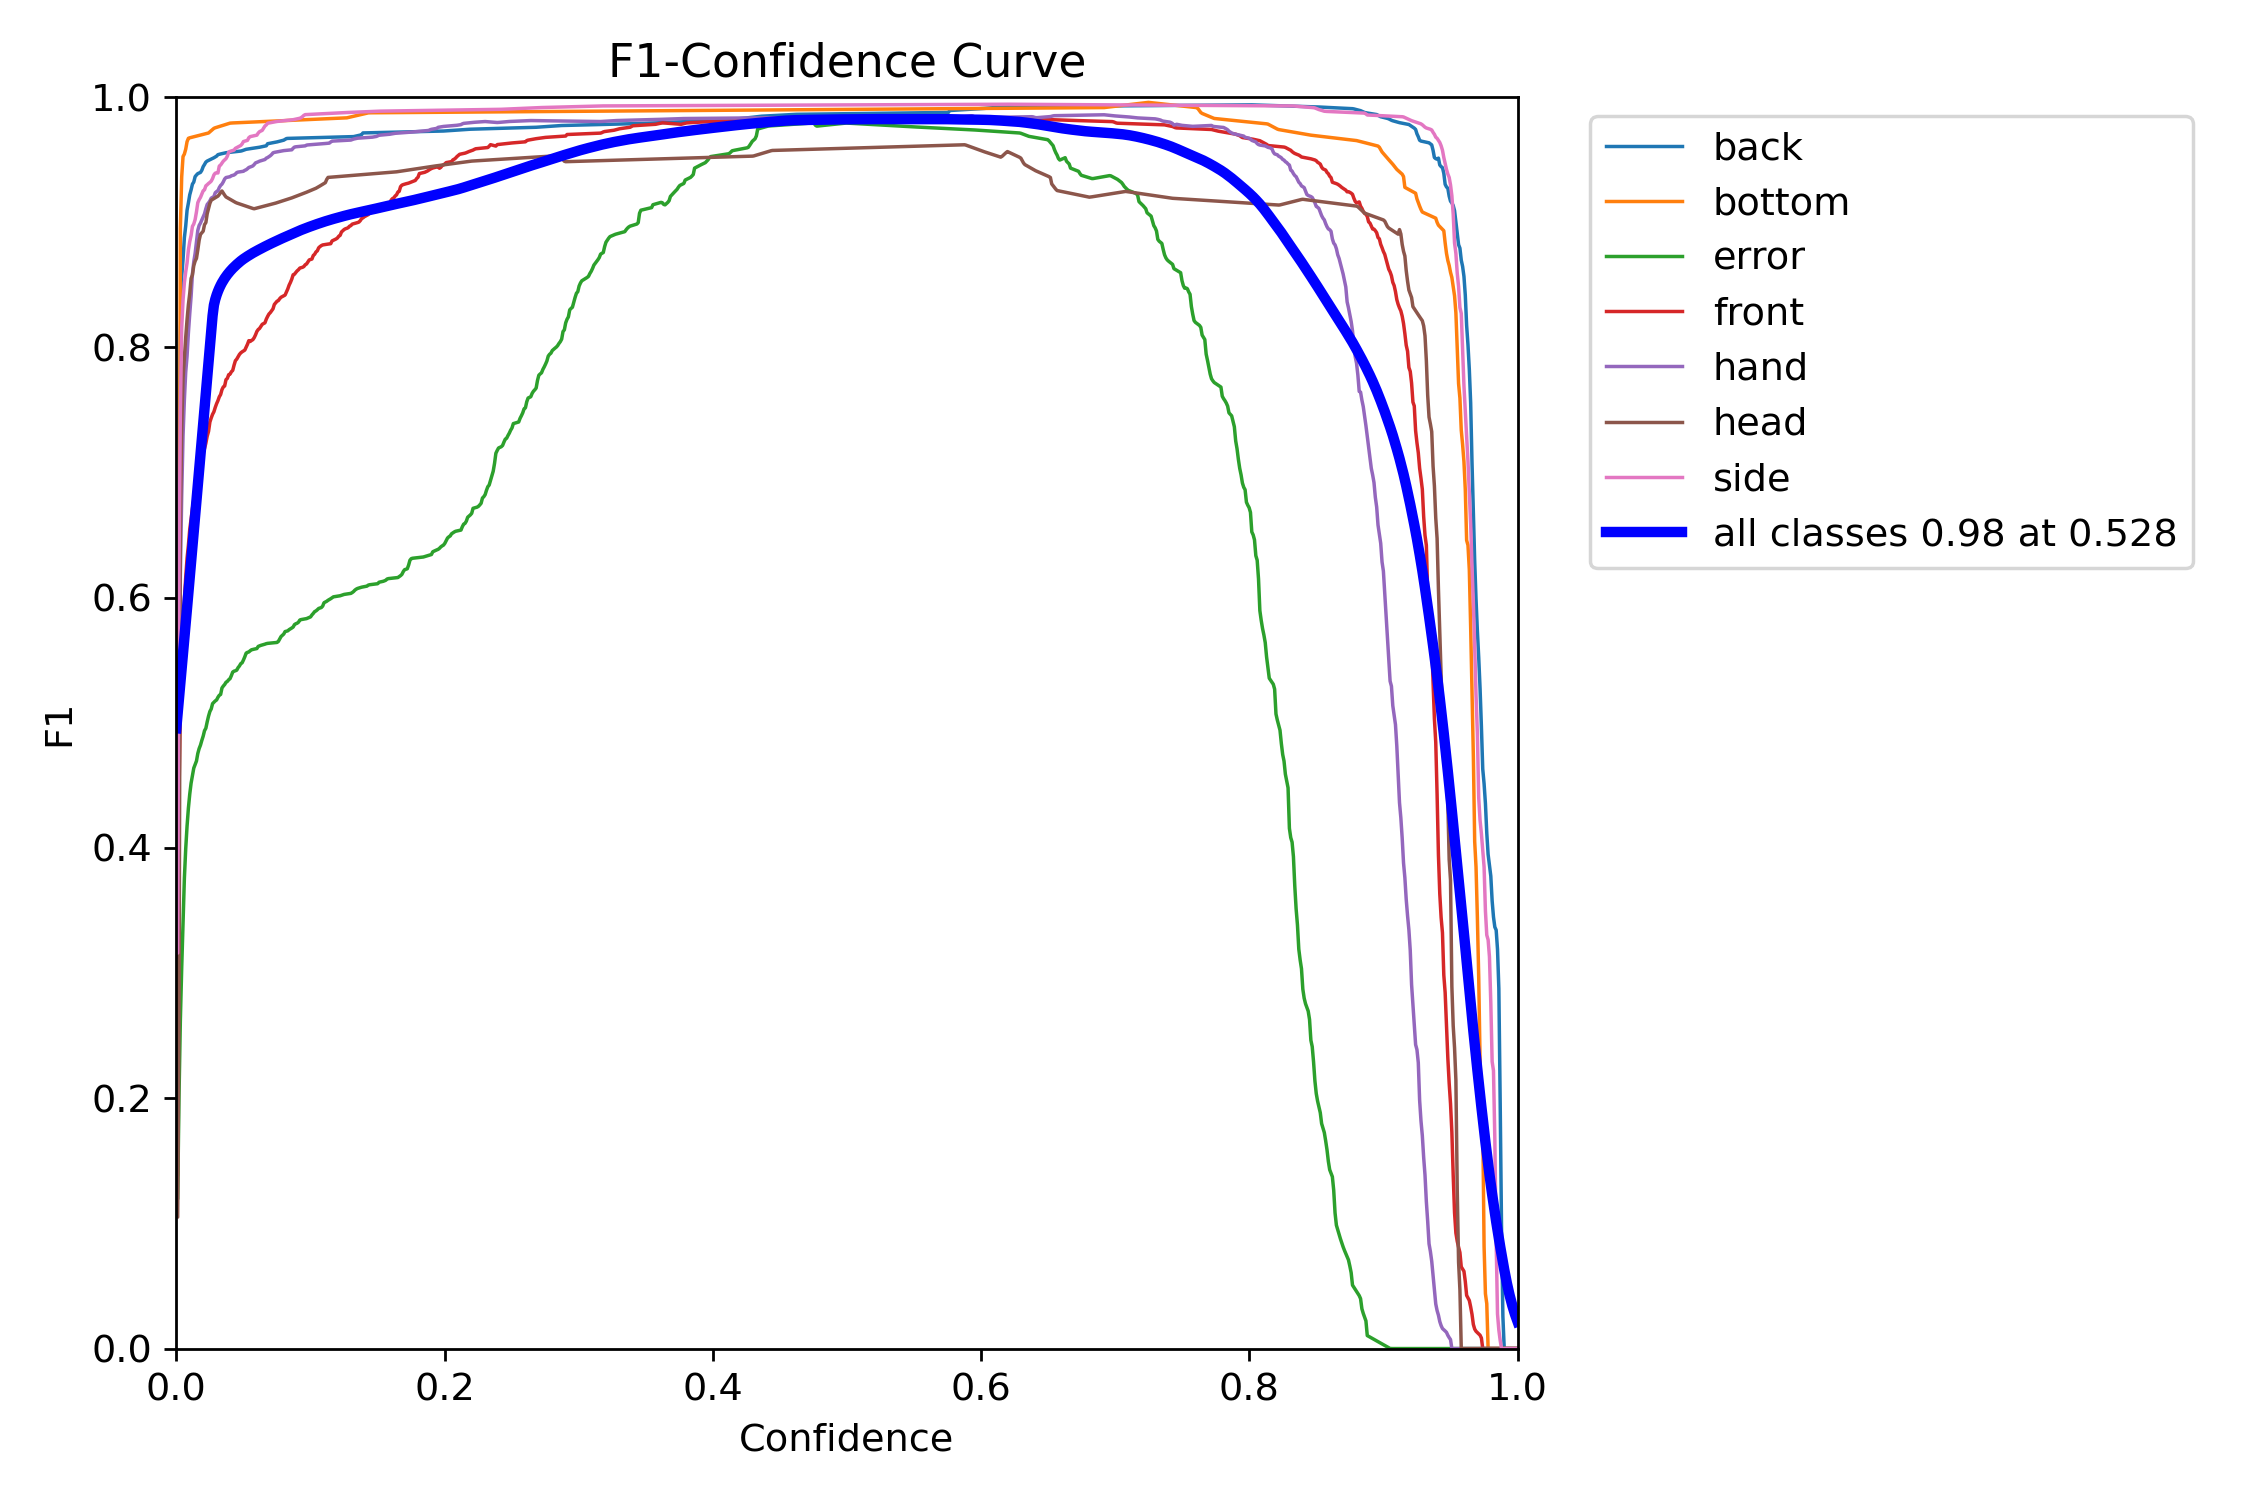 F1-Confidence Curve
1.0
0.8
0.6
0.4
0.2
0.0
F1
0.0 0.2 0.4 0.6 0.8 1.0
Confidence
back
bottom
error
front
hand
head
side
all classes 0.98 at 0.528